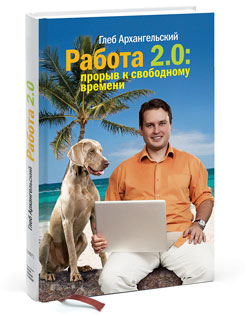 Глеб Архангельский
Работа 2.0:
прорыв к свободному
времени
Глеб Архангельский Работа 2.0